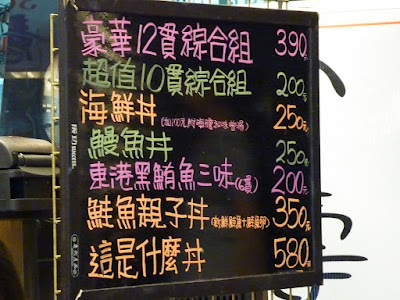 豪華12貫綜合組 390元
超值10貫綜合組 200元
海鮮丼 250元
鰻魚丼 250元
東港黑鮪魚三味(6貫) 200元
鮭魚親子丼 350元
這是什麼丼 580元